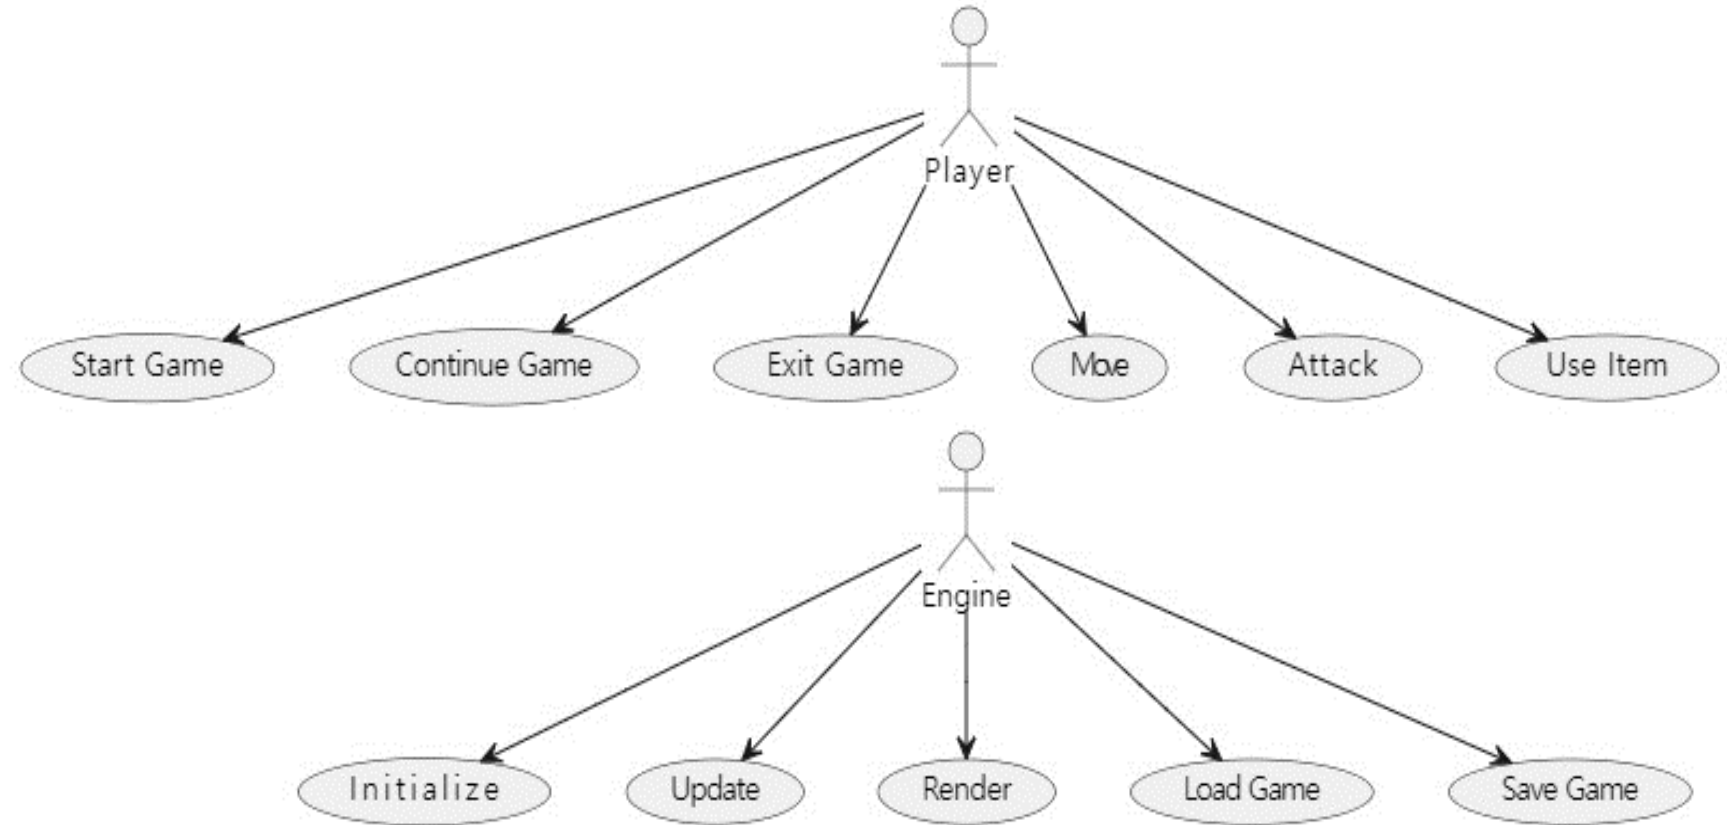 Player
Start Game
Continue Game
Exit Game
Move
Attack
Use Item
Engine
Initialize
Update
Render
Load Game
Save Game